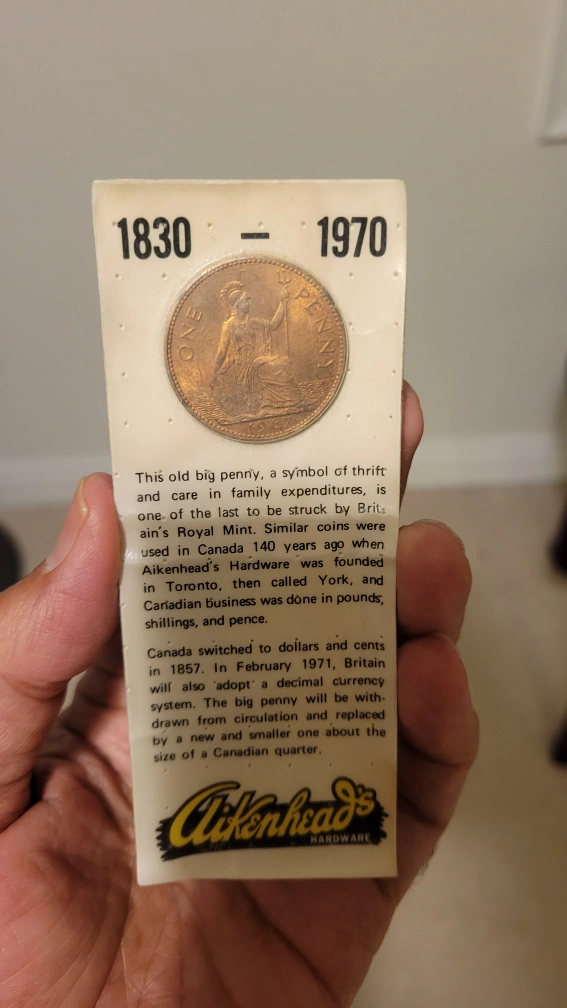 1830 – 1970
ONE PENNY
1967
This old big penny, a symbol of thrift
and care in family expenditures, is
one of the last to be struck by Brit-
ain's Royal Mint. Similar coins were
used in Canada 140 years ago when
Aikenhead's Hardware was founded
in Toronto, then called York, and
Canadian business was done in pounds,
shillings, and pence.
Canada switched to dollars and cents
in 1857. In February 1971, Britain
will also adopt a decimal currency
system. The big penny will be with-
drawn from circulation and replaced
by a new and smaller one about the
size of a Canadian quarter.
Aikenhead's
HARDWARE